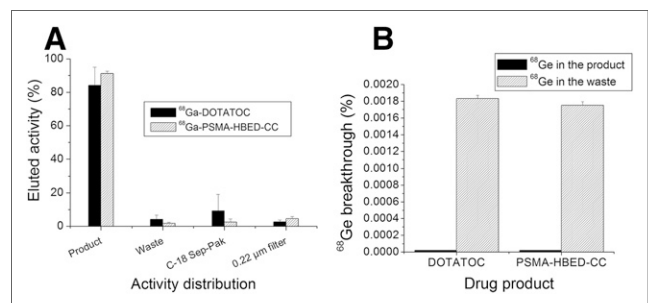 A
Eluted activity (%)
100
80
60
40
20
0
⁶⁸Ga-DOTATOC
⁶⁸Ga-PSMA-HBED-CC
Product
Waste
C-18 Sep-Pak
0.22 µm filter
Activity distribution
B
⁶⁸Ge in the product
⁶⁸Ge in the waste
⁶⁸Ge breakthrough (%)
0.0020
0.0018
0.0016
0.0014
0.0012
0.0010
0.0008
0.0006
0.0004
0.0002
0.0000
DOTATOC
PSMA-HBED-CC
Drug product